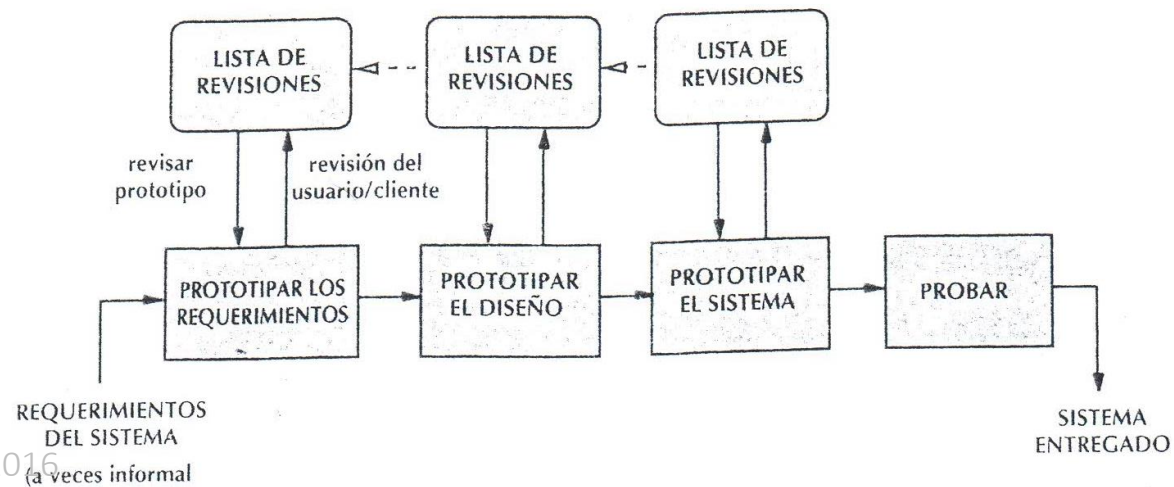 LISTA DE
REVISIONES
LISTA DE
REVISIONES
LISTA DE
REVISIONES
revisar
prototipo
revisión del
usuario/cliente
PROTOTIPAR LOS
REQUERIMIENTOS
PROTOTIPAR
EL DISEÑO
PROTOTIPAR
EL SISTEMA
PROBAR
REQUERIMIENTOS
DEL SISTEMA
(a veces informal
SISTEMA
ENTREGADO
016